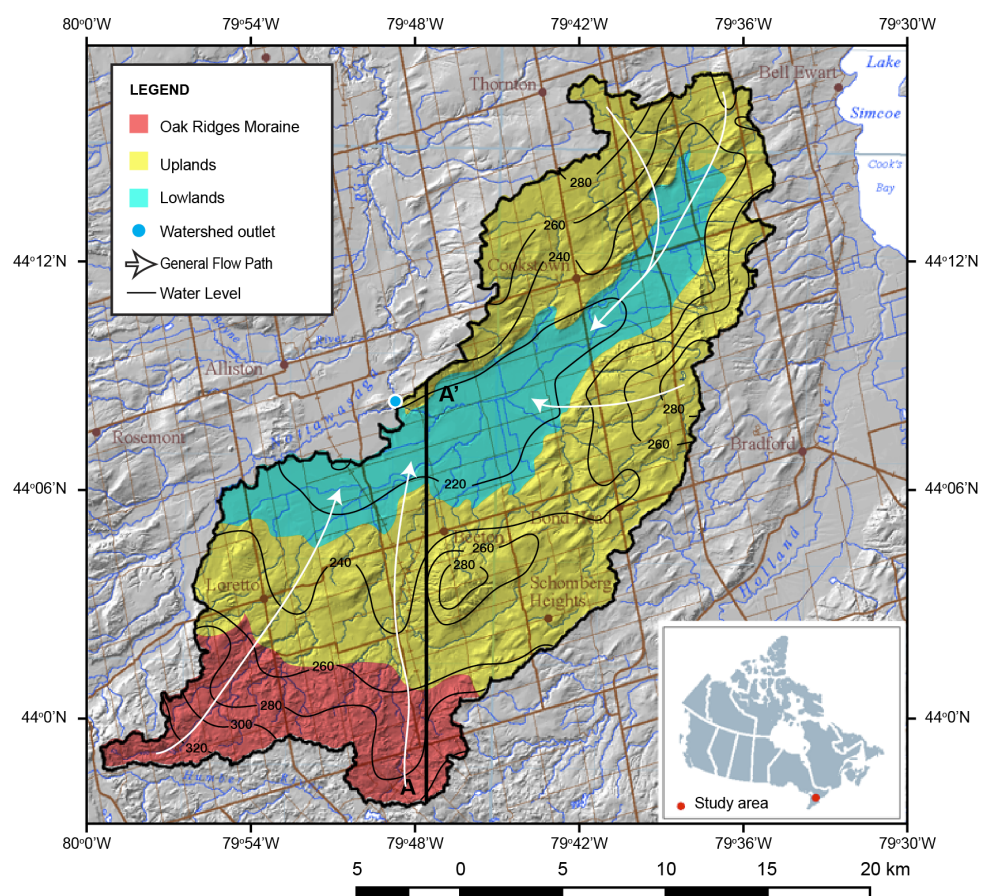 80°0'W 79°54'W 79°48'W 79°42'W 79°36'W 79°30'W
LEGEND
Oak Ridges Moraine
Uplands
Lowlands
Watershed outlet
General Flow Path
Water Level
Thornton
Bell Ewart
Lake
Simcoe
Cook's
Bay
280
260
240
Cookstown
44°12'N 44°12'N
River
Alliston
Rosemont
A'
280
260
Bradford
River
44°06'N 44°06'N
220
Bond Head
Beeton
260
280
240
Loretto
Schomberg
Heights
Holland
260
280
300
320
44°0'N 44°0'N
Humber
A
Study area
80°0'W 79°54'W 79°48'W 79°42'W 79°36'W 79°30'W
5 0 5 10 15 20 km